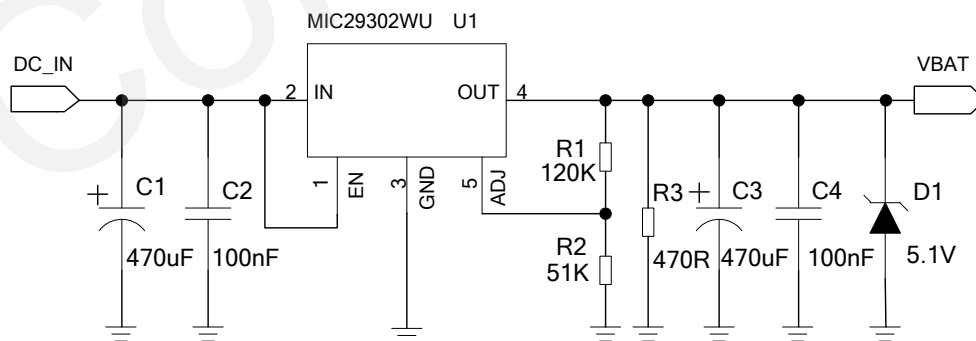 MIC29302WU U1
DC_IN
VBAT
2 IN
OUT 4
1 EN
3 GND
5 ADJ
R1
120K
C1
470uF
C2
100nF
R2
51K
R3
470R
C3
470uF
C4
100nF
D1
5.1V